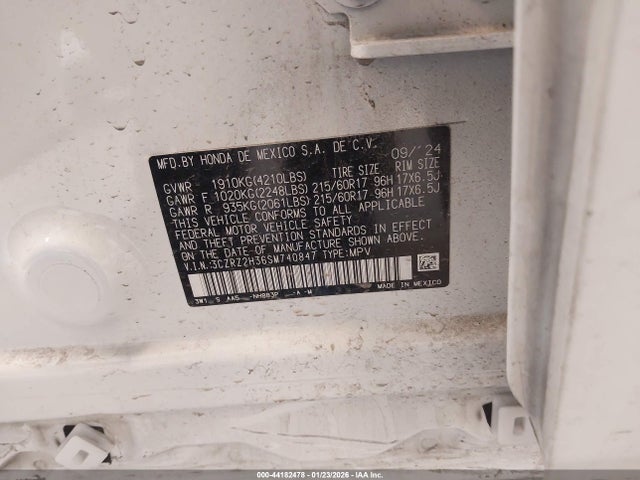 MFD.BY HONDA DE MEXICO S.A. DE C.V. 09/'24
GVWR 1910KG(4210LBS) TIRE SIZE RIM SIZE
GAWR F 1020KG(2248LBS) 215/60R17 96H 17X6.5J
GAWR R 935KG(2061LBS) 215/60R17 96H 17X6.5J
THIS VEHICLE CONFORMS TO ALL APPLICABLE
FEDERAL MOTOR VEHICLE SAFETY
AND THEFT PREVENTION STANDARDS IN EFFECT
ON THE DATE OF MANUFACTURE SHOWN ABOVE.
V.I.N.:3CZRZ2H36SM740847 TYPE:MPV
3W1 S AA5 NH883P A -M MADE IN MEXICO
000-44182478 - 01/23/2026 - IAA Inc.